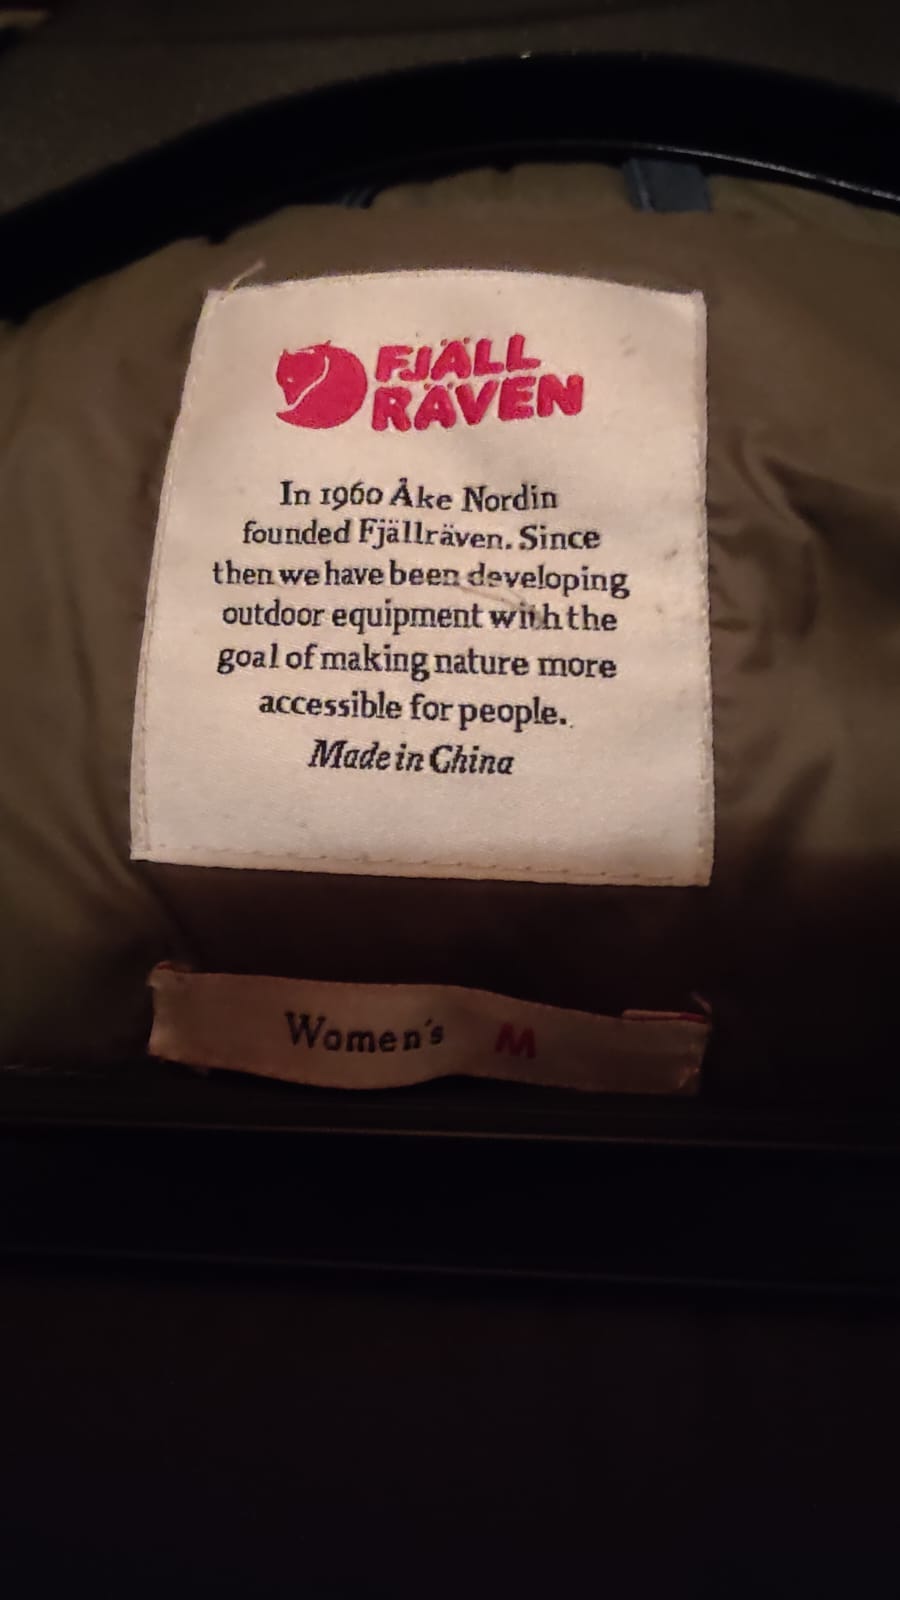 FJÄLL
RÄVEN
In 1960 Åke Nordin
founded Fjällräven. Since
then we have been developing
outdoor equipment with the
goal of making nature more
accessible for people.
Made in China
Women's M